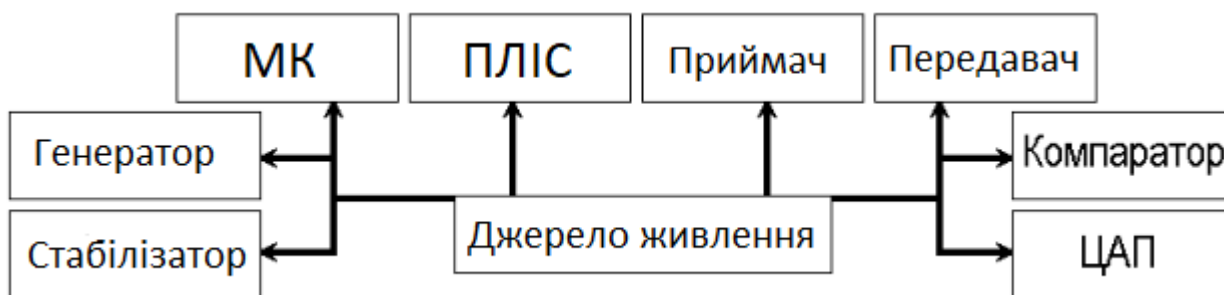 МК
ПЛІС
Приймач
Передавач
Генератор
Компаратор
Стабілізатор
Джерело живлення
ЦАП